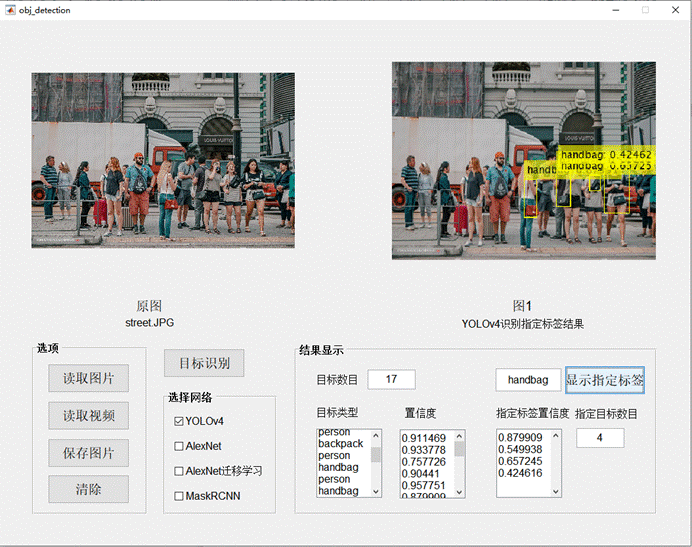 obj_detection
LOUIS VUITTON
handbag: 0.42462
handbag: 0.65725
原图
street.JPG
图1
YOLOv4识别指定标签结果
选项
读取图片
读取视频
保存图片
清除
目标识别
选择网络
YOLOv4
AlexNet
AlexNet迁移学习
MaskRCNN
结果显示
目标数目 17
handbag 显示指定标签
目标类型 置信度 指定标签置信度 指定目标数目
person
backpack
person
handbag
person
handbag
0.911469
0.933778
0.757726
0.90441
0.957751
0.879909
0.879909
0.549938
0.657245
0.424616
4